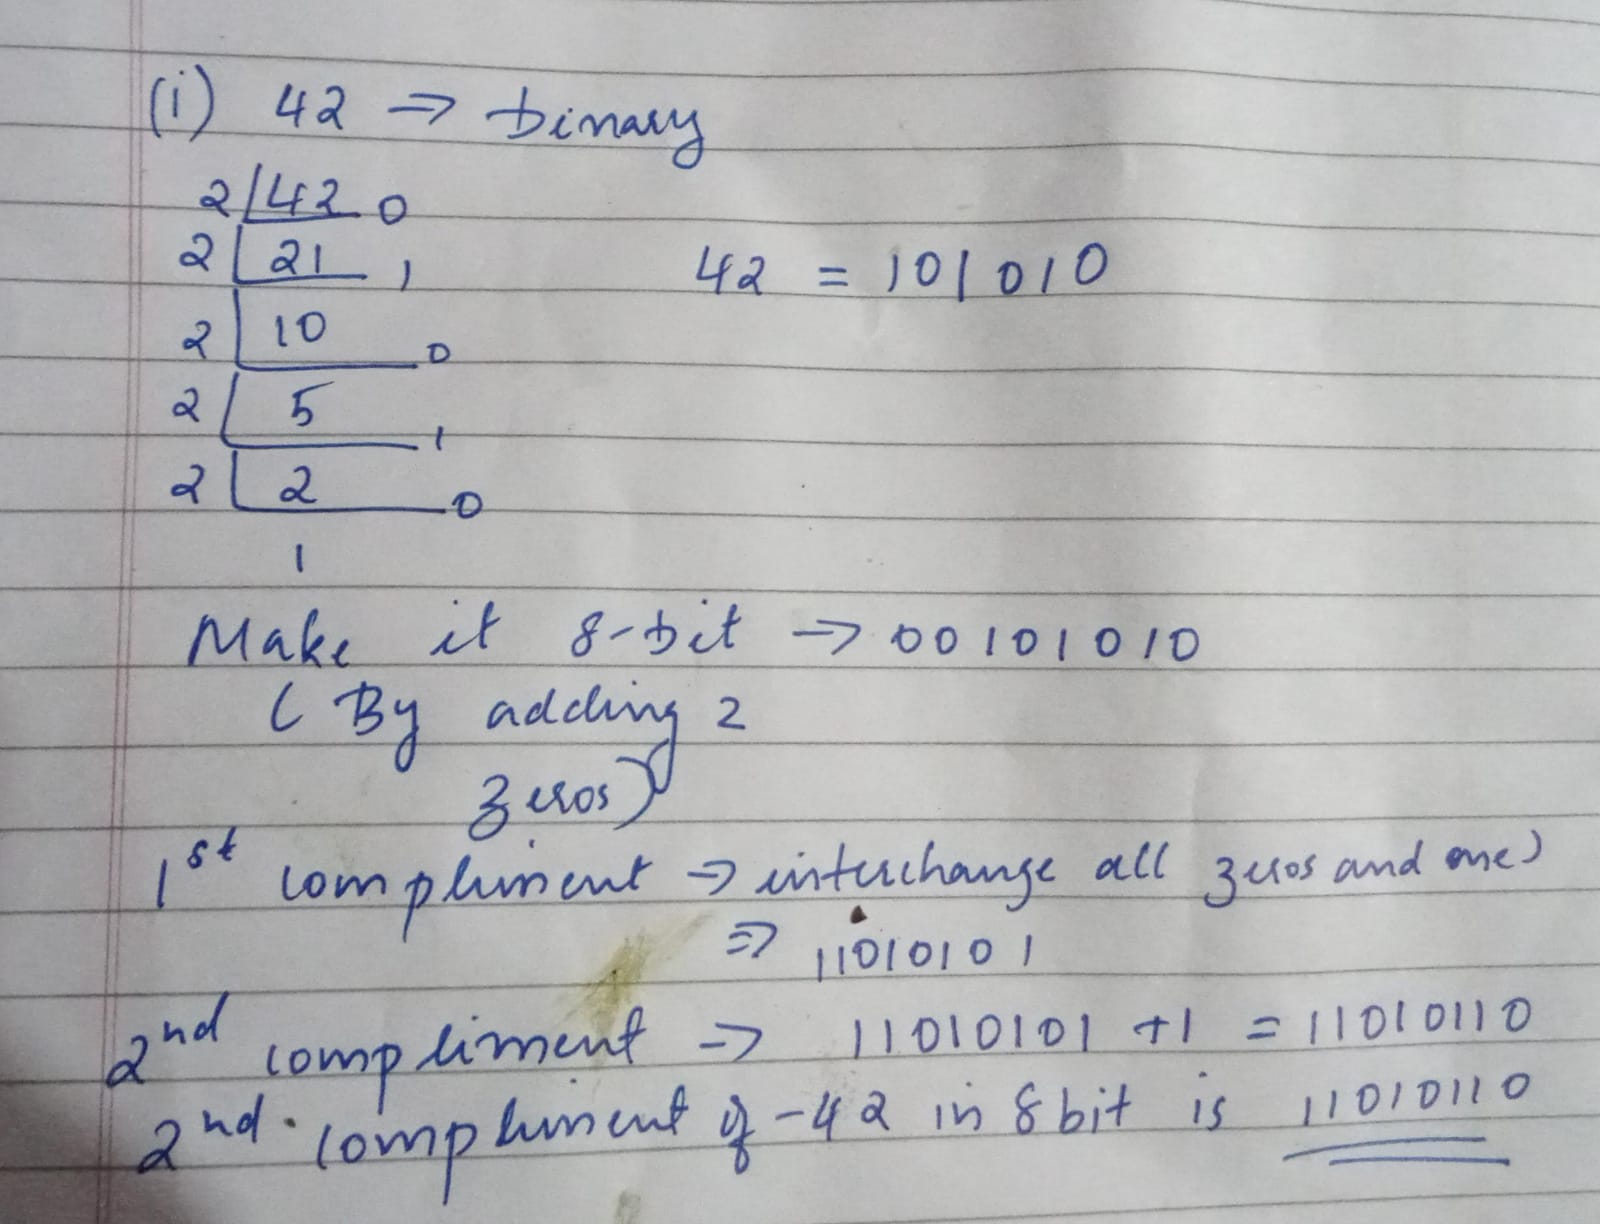 (i) 42 ⇒ binary
2 42 0
2 21 1
42 = 101010
2 10 0
2 5 1
2 2 0
1
Make it 8-bit → 00101010
( By adding 2
zeros)
1st compliment → interchange all zeros and one)
⇒ 11010101
2nd compliment → 11010101 +1 = 11010110
2nd. compliment of -42 in 8 bit is 11010110